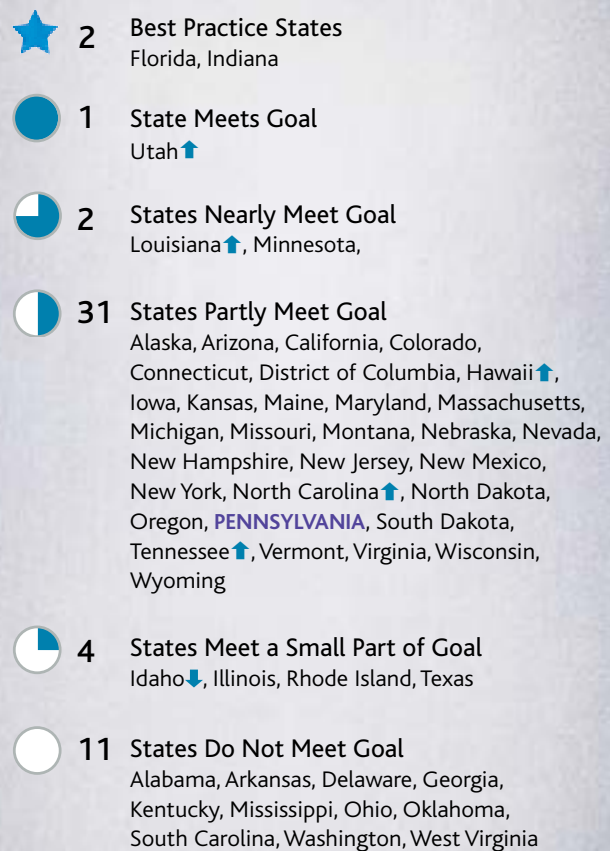 2 Best Practice States
Florida, Indiana
1 State Meets Goal
Utah⬆
2 States Nearly Meet Goal
Louisiana⬆, Minnesota,
31 States Partly Meet Goal
Alaska, Arizona, California, Colorado,
Connecticut, District of Columbia, Hawaii⬆,
Iowa, Kansas, Maine, Maryland, Massachusetts,
Michigan, Missouri, Montana, Nebraska, Nevada,
New Hampshire, New Jersey, New Mexico,
New York, North Carolina⬆, North Dakota,
Oregon, PENNSYLVANIA, South Dakota,
Tennessee⬆, Vermont, Virginia, Wisconsin,
Wyoming
4 States Meet a Small Part of Goal
Idaho⬇, Illinois, Rhode Island, Texas
11 States Do Not Meet Goal
Alabama, Arkansas, Delaware, Georgia,
Kentucky, Mississippi, Ohio, Oklahoma,
South Carolina, Washington, West Virginia